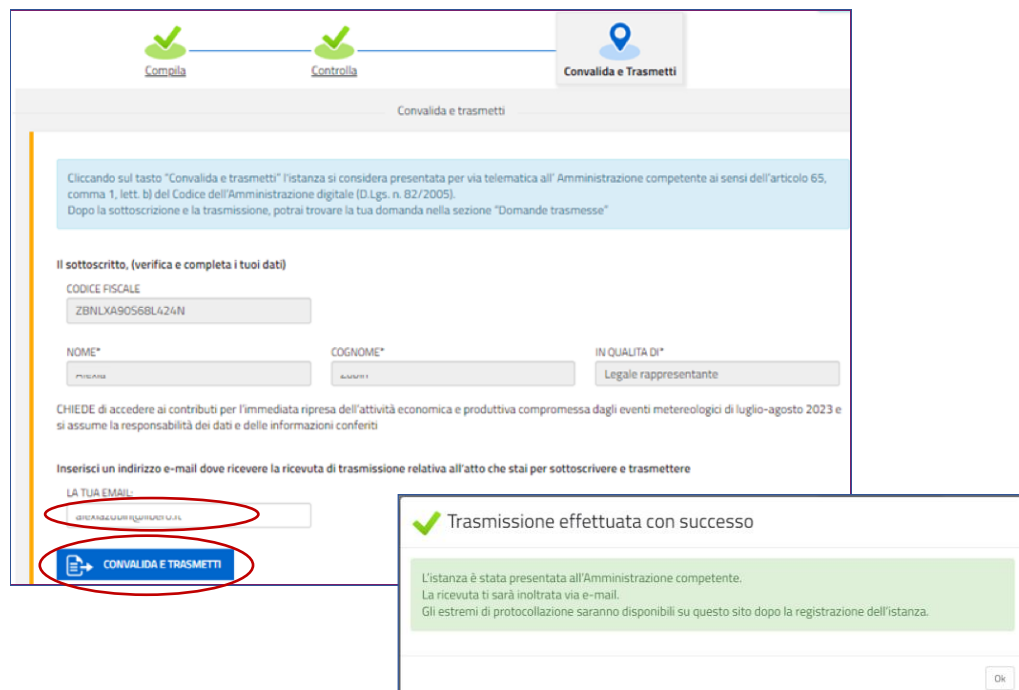 Compila
Controlla
Convalida e Trasmetti
Convalida e trasmetti
Cliccando sul tasto "Convalida e trasmetti" l'istanza si considera presentata per via telematica all' Amministrazione competente ai sensi dell'articolo 65,
comma 1, lett. b) del Codice dell'Amministrazione digitale (D.Lgs. n. 82/2005).
Dopo la sottoscrizione e la trasmissione, potrai trovare la tua domanda nella sezione "Domande trasmesse"
Il sottoscritto, (verifica e completa i tuoi dati)
CODICE FISCALE
ZBNLXA90S68L424N
NOME*
COGNOME*
IN QUALITA DI*
Legale rappresentante
CHIEDE di accedere ai contributi per l'immediata ripresa dell'attività economica e produttiva compromessa dagli eventi metereologici di luglio-agosto 2023 e
si assume la responsabilità dei dati e delle informazioni conferiti
Inserisci un indirizzo e-mail dove ricevere la ricevuta di trasmissione relativa all'atto che stai per sottoscrivere e trasmettere
LA TUA EMAIL:
CONVALIDA E TRASMETTI
Trasmissione effettuata con successo
L'istanza è stata presentata all'Amministrazione competente.
La ricevuta ti sarà inoltrata via e-mail.
Gli estremi di protocollazione saranno disponibili su questo sito dopo la registrazione dell'istanza.
Ok